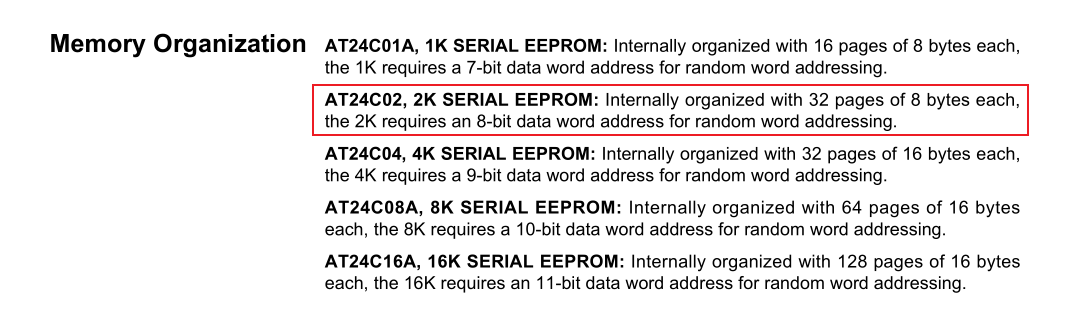 Memory Organization
AT24C01A, 1K SERIAL EEPROM: Internally organized with 16 pages of 8 bytes each,
the 1K requires a 7-bit data word address for random word addressing.
AT24C02, 2K SERIAL EEPROM: Internally organized with 32 pages of 8 bytes each,
the 2K requires an 8-bit data word address for random word addressing.
AT24C04, 4K SERIAL EEPROM: Internally organized with 32 pages of 16 bytes each,
the 4K requires a 9-bit data word address for random word addressing.
AT24C08A, 8K SERIAL EEPROM: Internally organized with 64 pages of 16 bytes
each, the 8K requires a 10-bit data word address for random word addressing.
AT24C16A, 16K SERIAL EEPROM: Internally organized with 128 pages of 16 bytes
each, the 16K requires an 11-bit data word address for random word addressing.